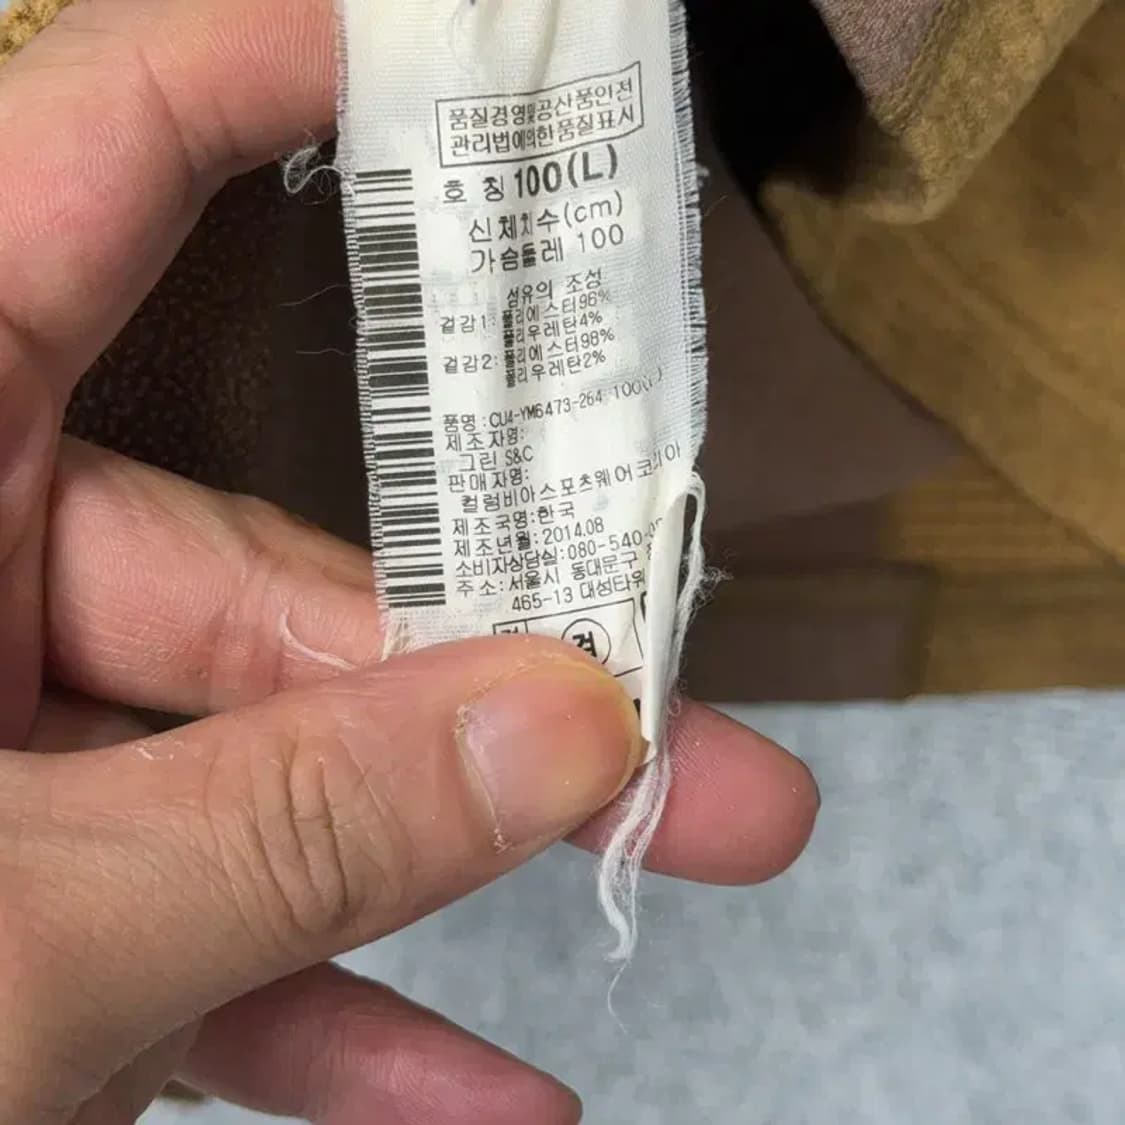 품질경영및공산품안전
관리법에의한품질표시
호 칭 100(L)
신체치수(cm)
가슴둘레 100
섬유의 조성
겉감1: 폴리에스터96%
폴리우레탄4%
겉감2: 폴리에스터98%
폴리우레탄2%
품명:CU4-YM6473-264-100(L)
제조자명:
그린 S&C
판매자명:
컬럼비아스포츠웨어코리아
제조국명:한국
제조년월:2014.08
소비자상담실:080-540-
주소:서울시 동대문구
465-13 대성타워